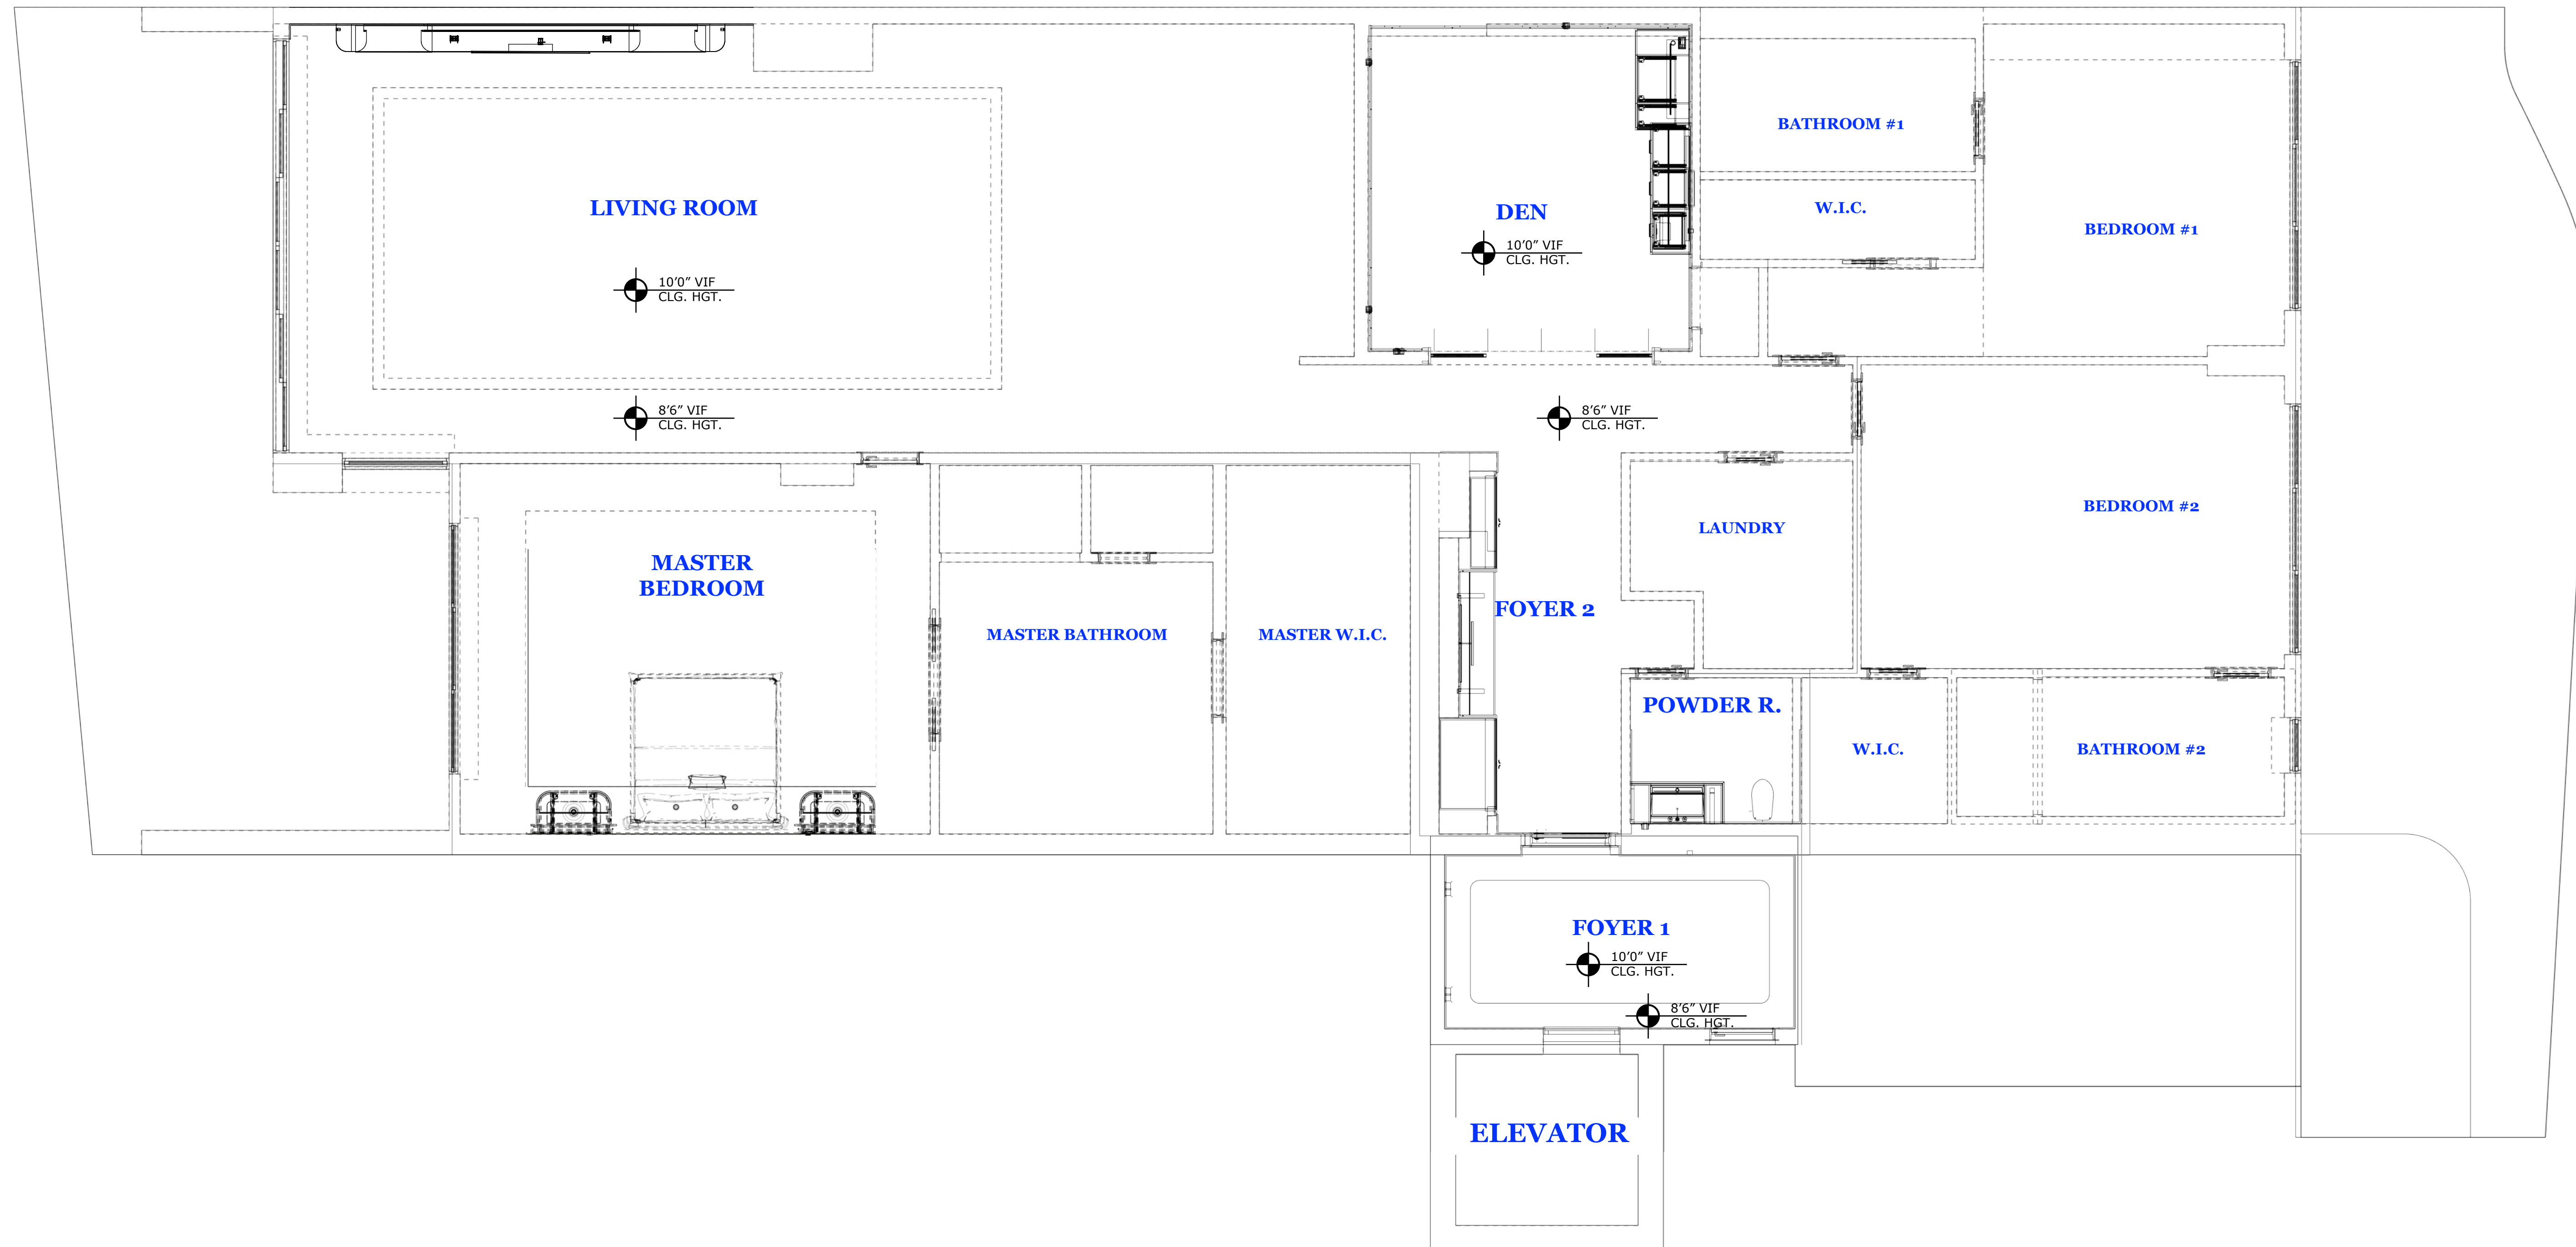 BATHROOM #1
LIVING ROOM
DEN
W.I.C.
BEDROOM #1
10'0" VIF
CLG. HGT.
10'0" VIF
CLG. HGT.
8'6" VIF
CLG. HGT.
8'6" VIF
CLG. HGT.
BEDROOM #2
LAUNDRY
MASTER
BEDROOM
FOYER 2
MASTER BATHROOM
MASTER W.I.C.
POWDER R.
W.I.C.
BATHROOM #2
FOYER 1
10'0" VIF
CLG. HGT.
8'6" VIF
CLG. HGT.
ELEVATOR